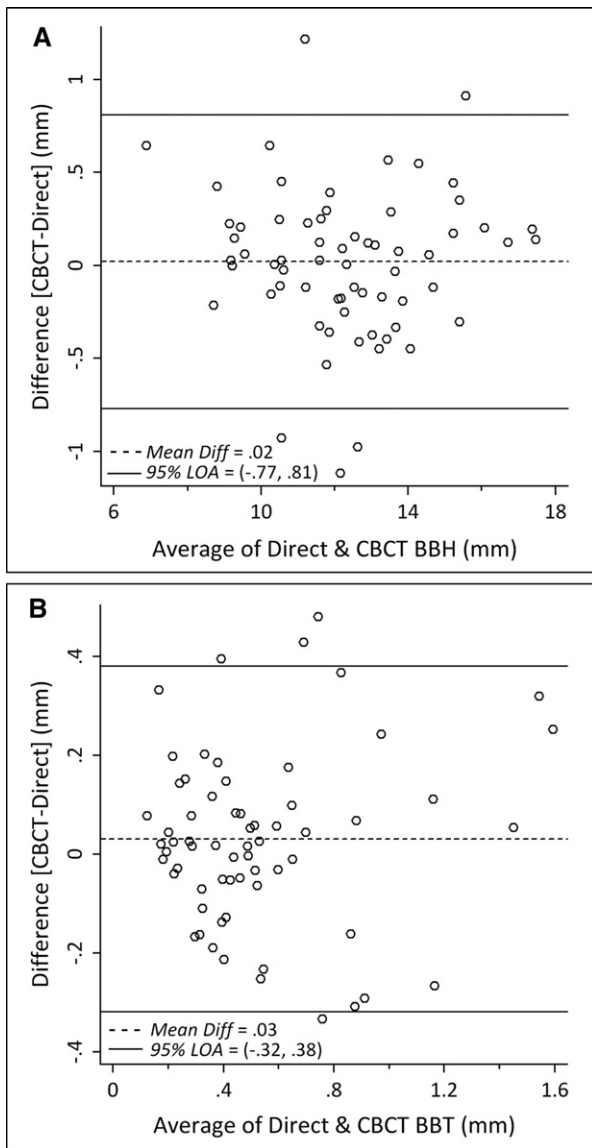 A
Difference [CBCT-Direct] (mm)
1
.5
0
-.5
-1
Mean Diff = .02
95% LOA = (-.77, .81)
6 10 14 18
Average of Direct & CBCT BBH (mm)
B
Difference [CBCT-Direct] (mm)
.4
.2
0
-.2
-.4
Mean Diff = .03
95% LOA = (-.32, .38)
0 .4 .8 1.2 1.6
Average of Direct & CBCT BBT (mm)